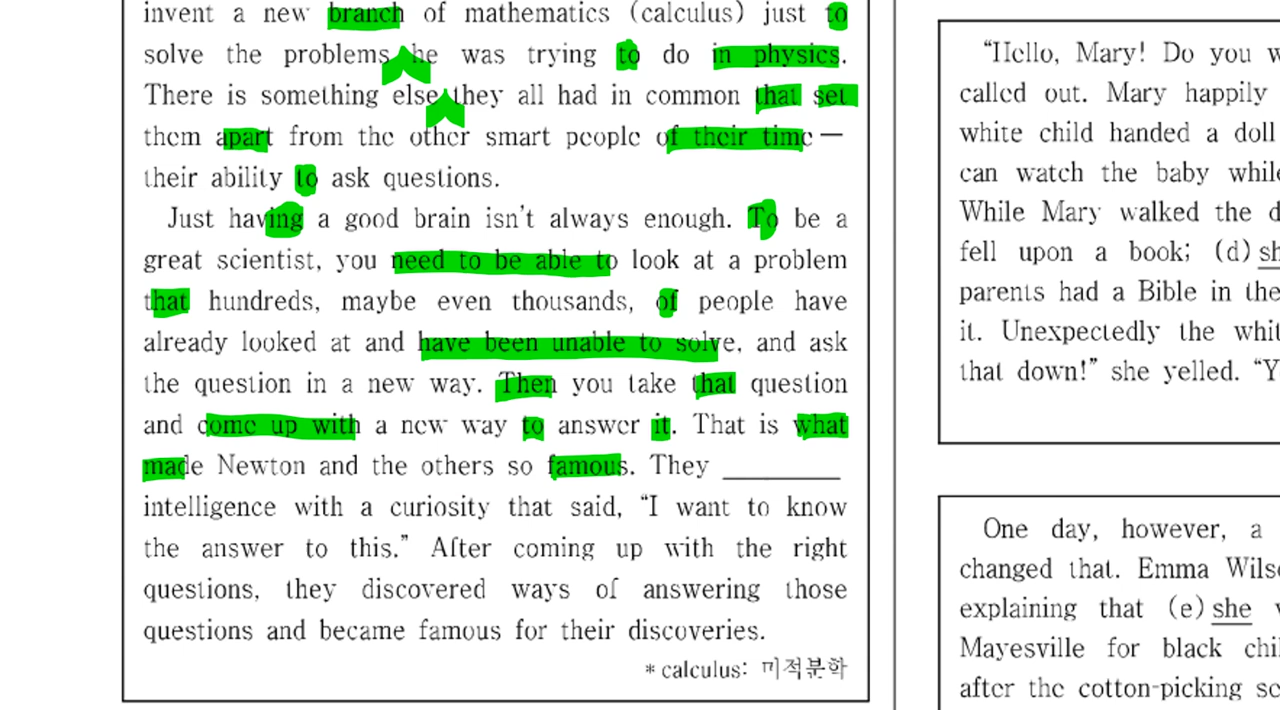 invent a new branch of mathematics (calculus) just to
solve the problems he was trying to do in physics.
There is something else they all had in common that set
them apart from the other smart people of their time —
their ability to ask questions.
Just having a good brain isn't always enough. To be a
great scientist, you need to be able to look at a problem
that hundreds, maybe even thousands, of people have
already looked at and have been unable to solve, and ask
the question in a new way. Then you take that question
and come up with a new way to answer it. That is what
made Newton and the others so famous. They ________
intelligence with a curiosity that said, “I want to know
the answer to this.” After coming up with the right
questions, they discovered ways of answering those
questions and became famous for their discoveries.
* calculus: 미적분학
“Hello, Mary! Do you w
called out. Mary happily
white child handed a doll
can watch the baby while
While Mary walked the d
fell upon a book; (d) sh
parents had a Bible in the
it. Unexpectedly the whit
that down!” she yelled. “Y
One day, however, a
changed that. Emma Wils
explaining that (e) she
Mayesville for black chil
after the cotton-picking se